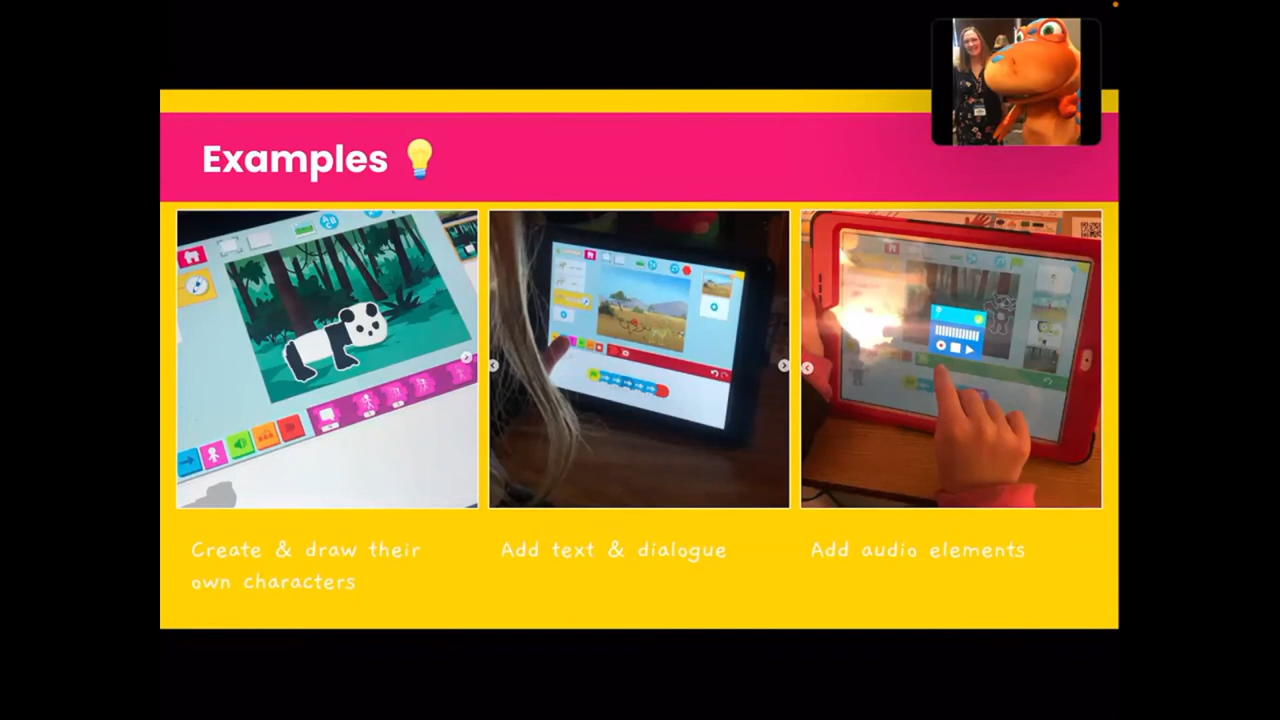 Examples
Create & draw their
own characters
Add text & dialogue
Add audio elements